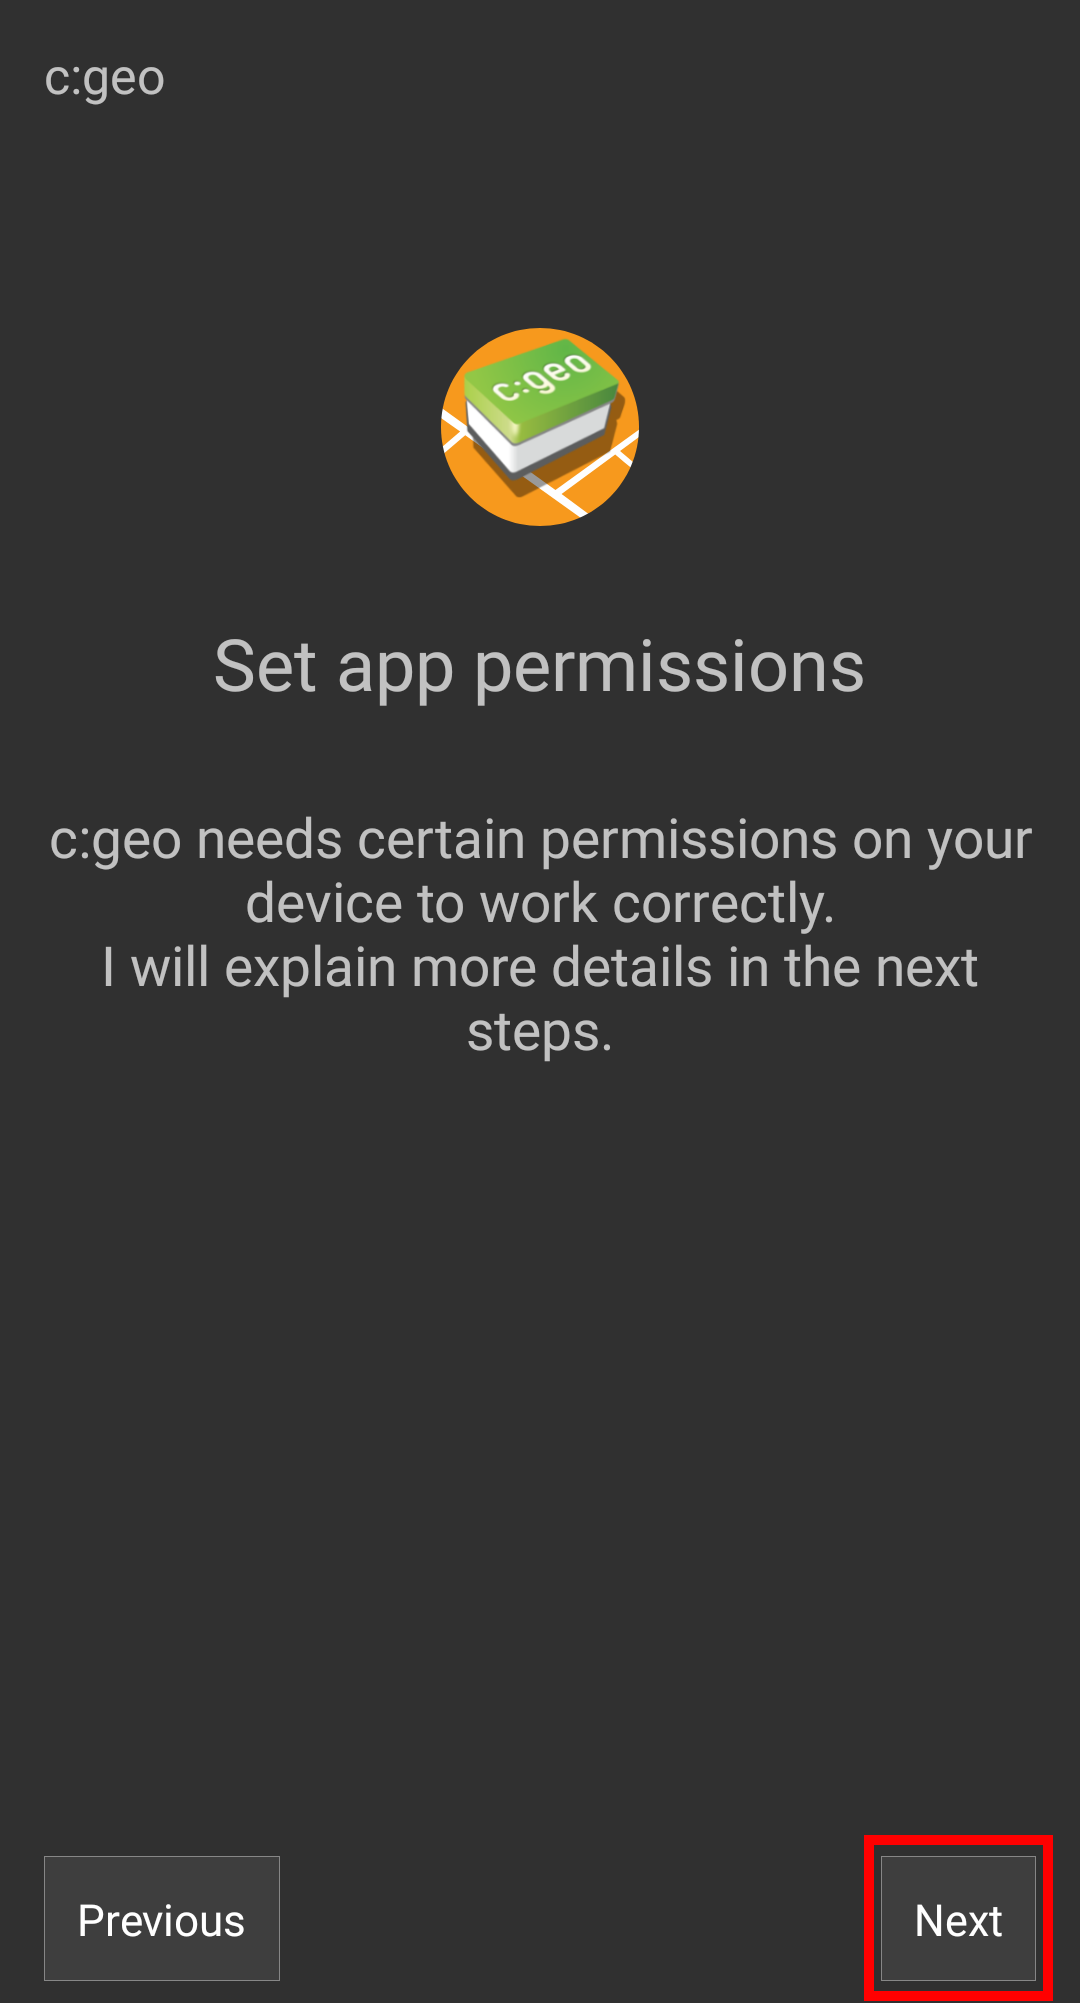 c:geo
c:geo
Set app permissions
c:geo needs certain permissions on your
device to work correctly.
I will explain more details in the next
steps.
Previous
Next